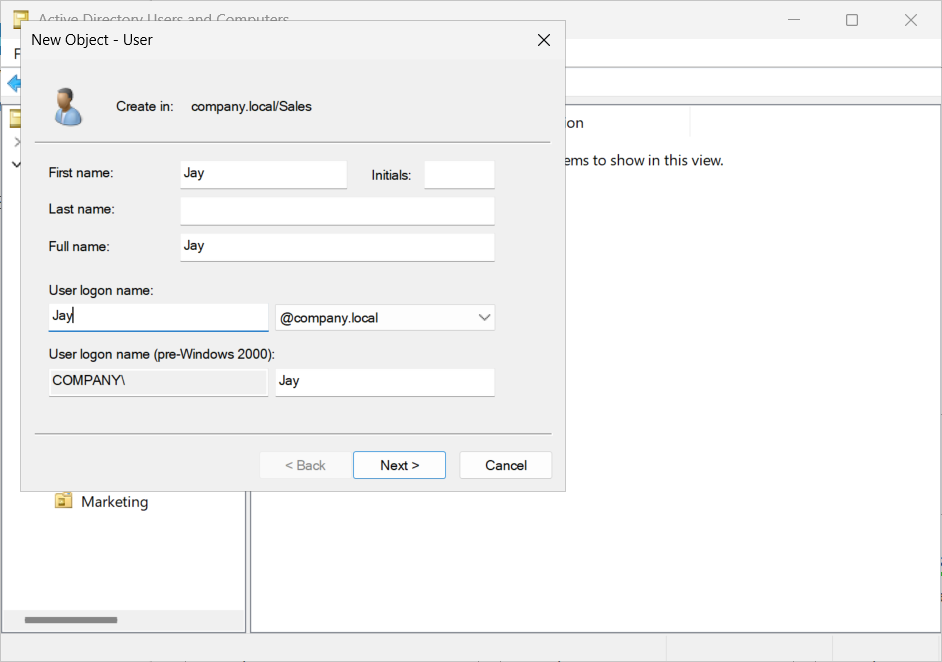 Active Directory Users and Computers
New Object - User
F
Create in: company.local/Sales
ion
First name: Jay Initials:
ems to show in this view.
Last name:
Full name: Jay
User logon name:
Jay @company.local
User logon name (pre-Windows 2000):
COMPANY\ Jay
< Back Next > Cancel
Marketing